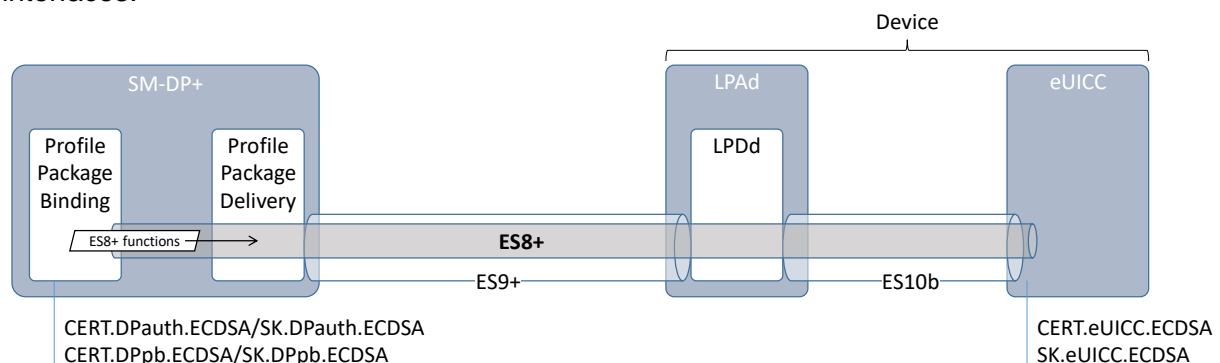 interfaces.
Device
SM-DP+
LPAd
eUICC
Profile
Package
Binding
Profile
Package
Delivery
LPDd
ES8+ functions
ES8+
ES9+
ES10b
CERT.DPauth.ECDSA/SK.DPauth.ECDSA
CERT.DPpb.ECDSA/SK.DPpb.ECDSA
CERT.eUICC.ECDSA
SK.eUICC.ECDSA